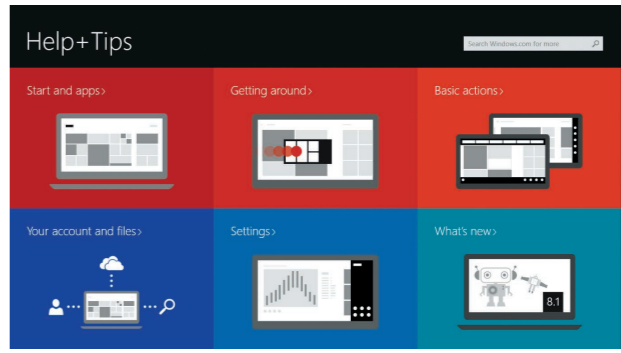 Help+Tips
Search Windows.com for more
Start and apps›
Getting around›
Basic actions›
Your account and files›
Settings›
What's new›
8.1